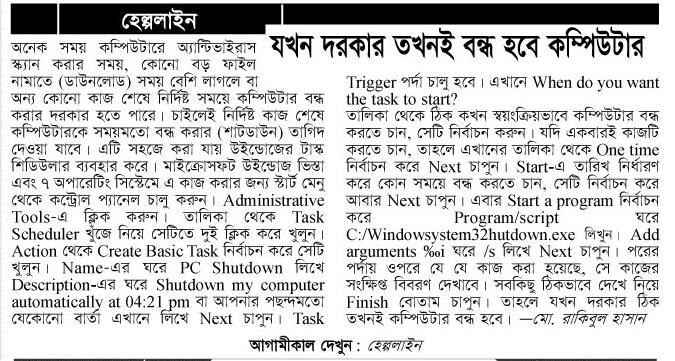 হেল্পলাইন
যখন দরকার তখনই বন্ধ হবে কম্পিউটার
অনেক সময় কম্পিউটারে অ্যান্টিভাইরাস
স্ক্যান করার সময়, কোনো বড় ফাইল
নামাতে (ডাউনলোড) সময় বেশি লাগলে বা
অন্য কোনো কাজ শেষে নির্দিষ্ট সময়ে কম্পিউটার বন্ধ
করার দরকার হতে পারে। চাইলেই নির্দিষ্ট কাজ শেষে
কম্পিউটারকে সময়মতো বন্ধ করার (শাটডাউন) তাগিদ
দেওয়া যাবে। এটি সহজে করা যায় উইন্ডোজের টাস্ক
শিডিউলার ব্যবহার করে। মাইক্রোসফট উইন্ডোজ ভিস্তা
এবং ৭ অপারেটিং সিস্টেমে এ কাজ করার জন্য স্টার্ট মেনু
থেকে কন্ট্রোল প্যানেল চালু করুন। Administrative
Tools-এ ক্লিক করুন। তালিকা থেকে Task
Scheduler খুঁজে নিয়ে সেটিতে দুই ক্লিক করে খুলুন।
Action থেকে Create Basic Task নির্বাচন করে সেটি
খুলুন। Name-এর ঘরে PC Shutdown লিখে
Description-এর ঘরে Shutdown my computer
automatically at 04:21 pm বা আপনার পছন্দমতো
যেকোনো বার্তা এখানে লিখে Next চাপুন। Task
Trigger পর্দা চালু হবে। এখানে When do you want
the task to start?
তালিকা থেকে ঠিক কখন স্বয়ংক্রিয়ভাবে কম্পিউটার বন্ধ
করতে চান, সেটি নির্বাচন করুন। যদি একবারই কাজটি
করতে চান, তাহলে এখানের তালিকা থেকে One time
নির্বাচন করে Next চাপুন। Start-এ তারিখ নির্ধারণ
করে কোন সময়ে বন্ধ করতে চান, সেটি নির্বাচন করে
আবার Next চাপুন। এবার Start a program নির্বাচন
করে Program/script ঘরে
C:/Windowsystem32hutdown.exe লিখুন। Add
arguments ‰i ঘরে /s লিখে Next চাপুন। পরের
পর্দায় ওপরে যে যে কাজ করা হয়েছে, সে কাজের
সংক্ষিপ্ত বিবরণ দেখাবে। সবকিছু ঠিকভাবে দেখে নিয়ে
Finish বোতাম চাপুন। তাহলে যখন দরকার ঠিক
তখনই কম্পিউটার বন্ধ হবে। —মো. রাকিবুল হাসান
আগামীকাল দেখুন : হেল্পলাইন